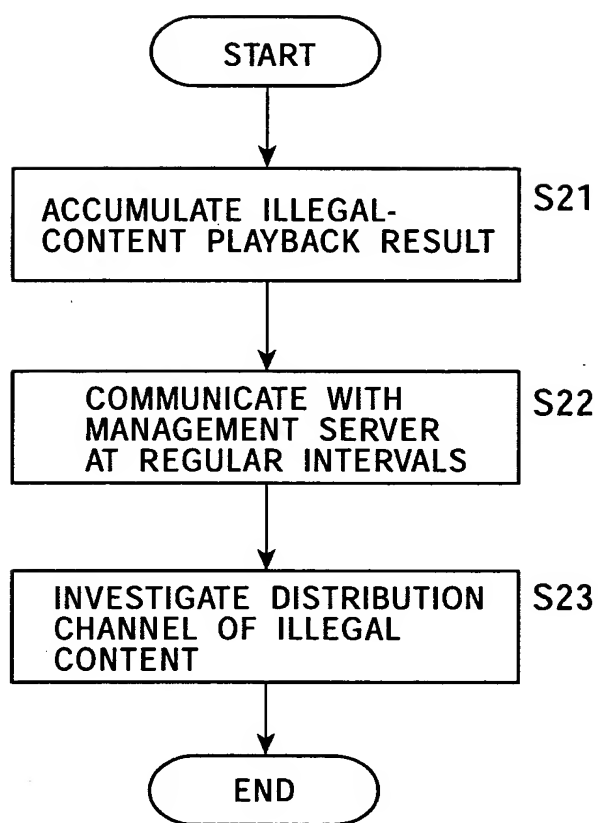 START
ACCUMULATE ILLEGAL-
CONTENT PLAYBACK RESULT
S21
COMMUNICATE WITH
MANAGEMENT SERVER
AT REGULAR INTERVALS
S22
INVESTIGATE DISTRIBUTION
CHANNEL OF ILLEGAL
CONTENT
S23
END